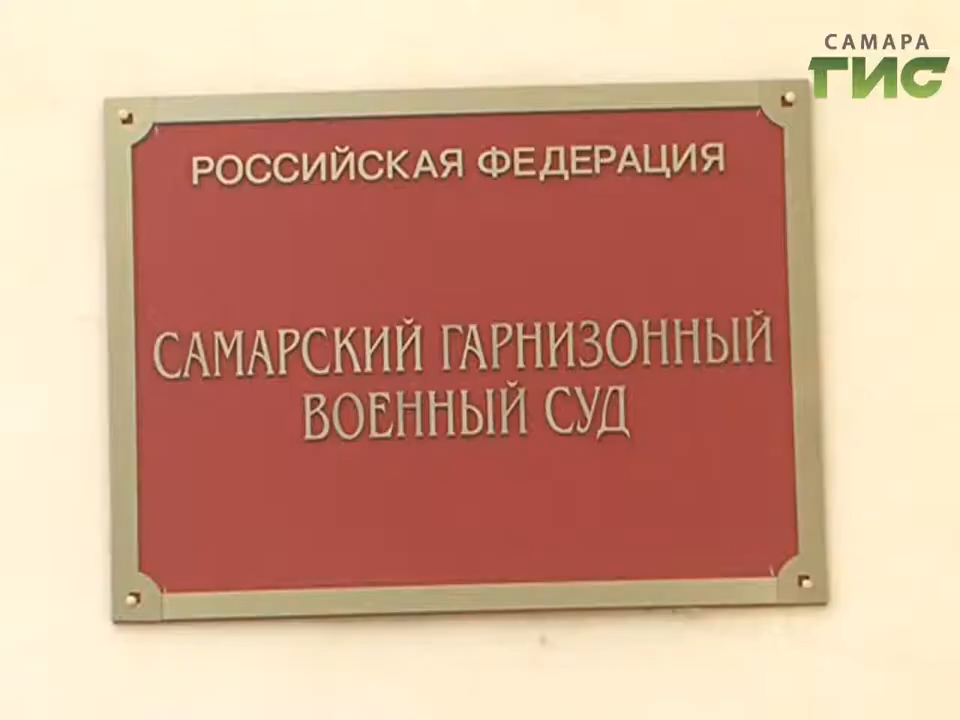 САМАРА
ГИС
РОССИЙСКАЯ ФЕДЕРАЦИЯ
САМАРСКИЙ ГАРНИЗОННЫЙ
ВОЕННЫЙ СУД